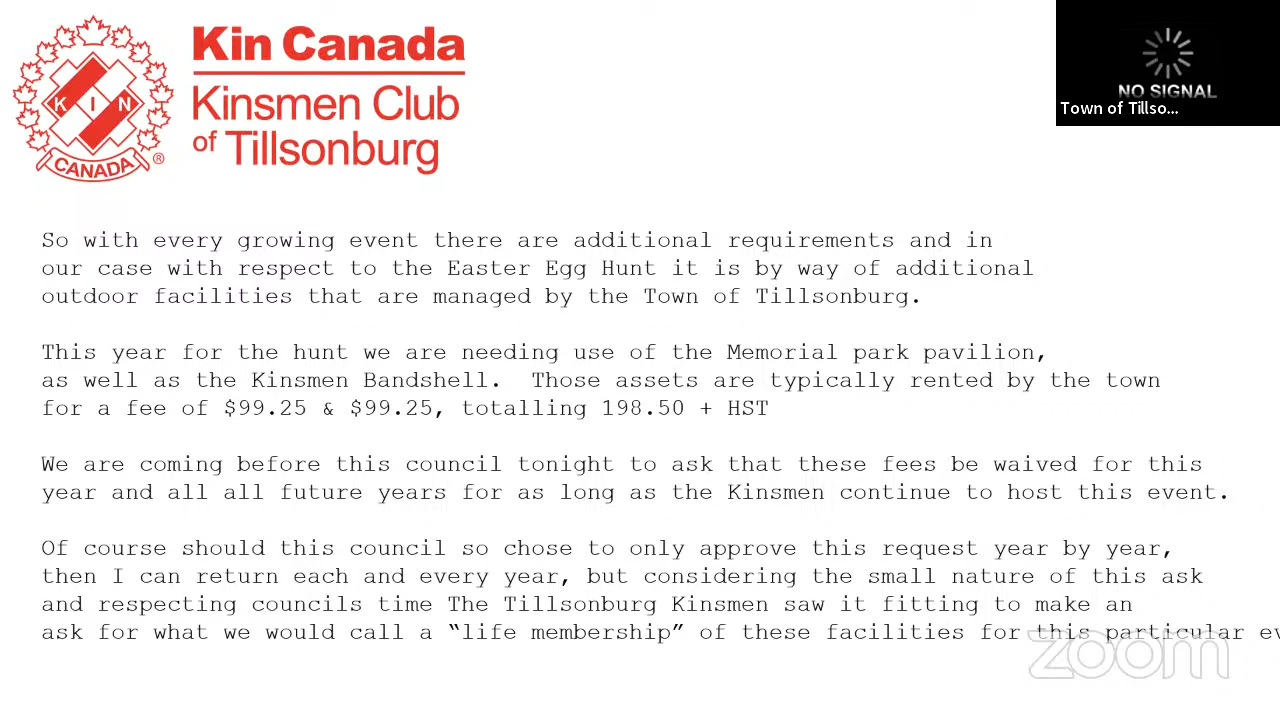 Kin Canada
Kinsmen Club
of Tillsonburg
K I N
CANADA
®
NO SIGNAL
Town of Tillso...
So with every growing event there are additional requirements and in
our case with respect to the Easter Egg Hunt it is by way of additional
outdoor facilities that are managed by the Town of Tillsonburg.
This year for the hunt we are needing use of the Memorial park pavilion,
as well as the Kinsmen Bandshell. Those assets are typically rented by the town
for a fee of $99.25 & $99.25, totalling 198.50 + HST
We are coming before this council tonight to ask that these fees be waived for this
year and all all future years for as long as the Kinsmen continue to host this event.
Of course should this council so chose to only approve this request year by year,
then I can return each and every year, but considering the small nature of this ask
and respecting councils time The Tillsonburg Kinsmen saw it fitting to make an
ask for what we would call a “life membership” of these facilities for this particular
zoom